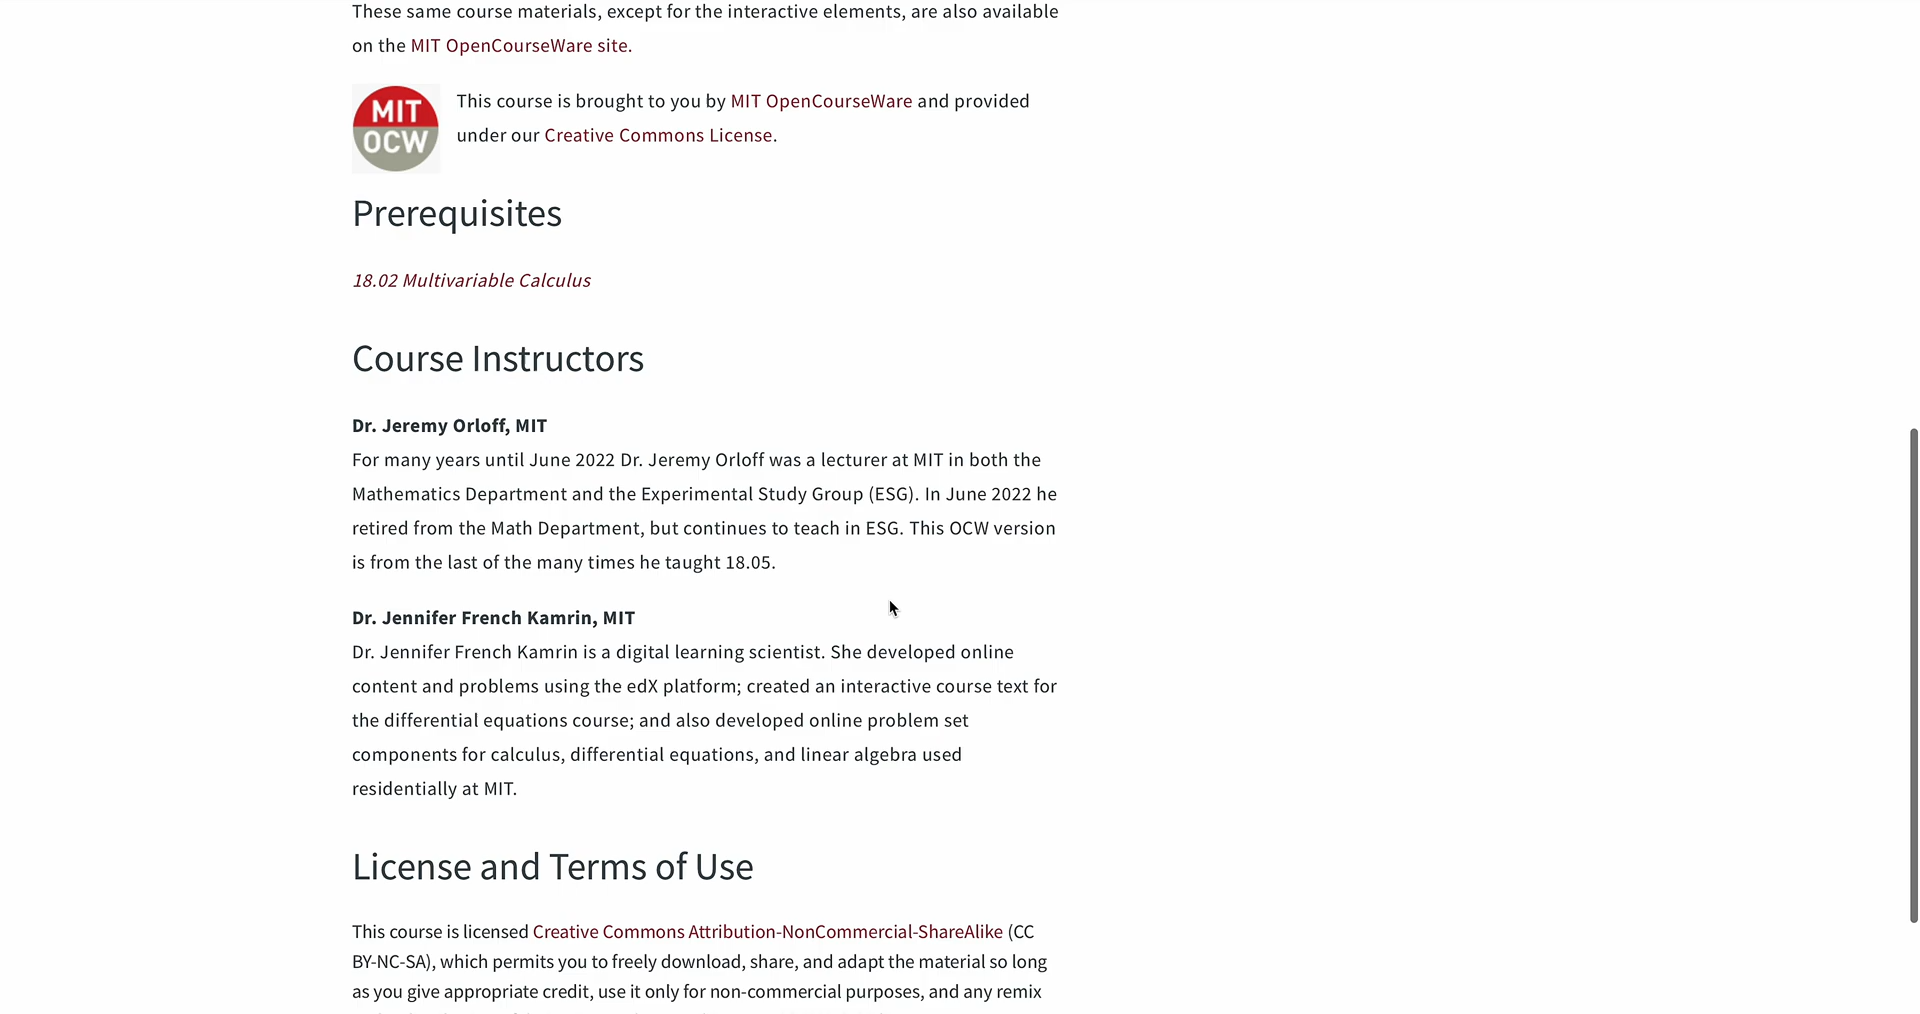 These same course materials, except for the interactive elements, are also available
on the MIT OpenCourseWare site.
MIT
OCW
This course is brought to you by MIT OpenCourseWare and provided
under our Creative Commons License.
Prerequisites
18.02 Multivariable Calculus
Course Instructors
Dr. Jeremy Orloff, MIT
For many years until June 2022 Dr. Jeremy Orloff was a lecturer at MIT in both the
Mathematics Department and the Experimental Study Group (ESG). In June 2022 he
retired from the Math Department, but continues to teach in ESG. This OCW version
is from the last of the many times he taught 18.05.
Dr. Jennifer French Kamrin, MIT
Dr. Jennifer French Kamrin is a digital learning scientist. She developed online
content and problems using the edX platform; created an interactive course text for
the differential equations course; and also developed online problem set
components for calculus, differential equations, and linear algebra used
residentially at MIT.
License and Terms of Use
This course is licensed Creative Commons Attribution-NonCommercial-ShareAlike (CC
BY-NC-SA), which permits you to freely download, share, and adapt the material so long
as you give appropriate credit, use it only for non-commercial purposes, and any remix